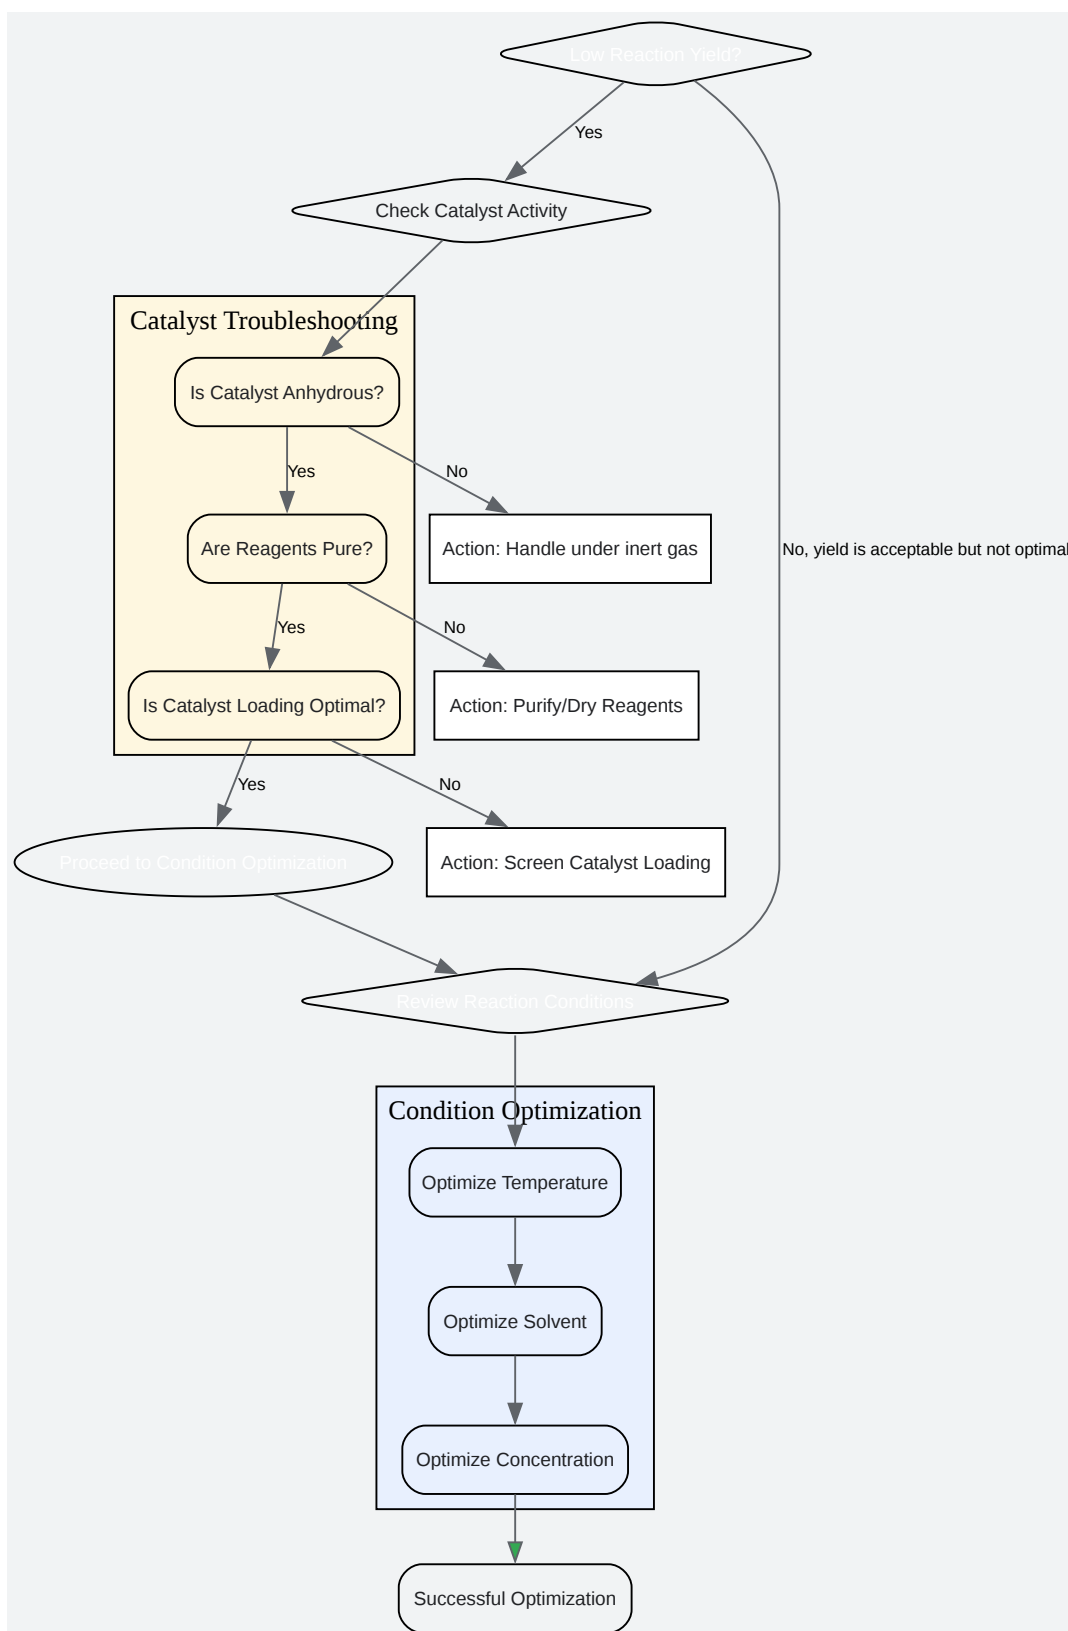 Low Reaction Yield?
Yes
Check Catalyst Activity
Catalyst Troubleshooting
Is Catalyst Anhydrous?
Yes
No
Are Reagents Pure?
Action: Handle under inert gas
No, yield is acceptable but not optimal
Yes
No
Is Catalyst Loading Optimal?
Action: Purify/Dry Reagents
Yes
No
Proceed to Condition Optimization
Action: Screen Catalyst Loading
Review Reaction Conditions
Condition Optimization
Optimize Temperature
Optimize Solvent
Optimize Concentration
Successful Optimization